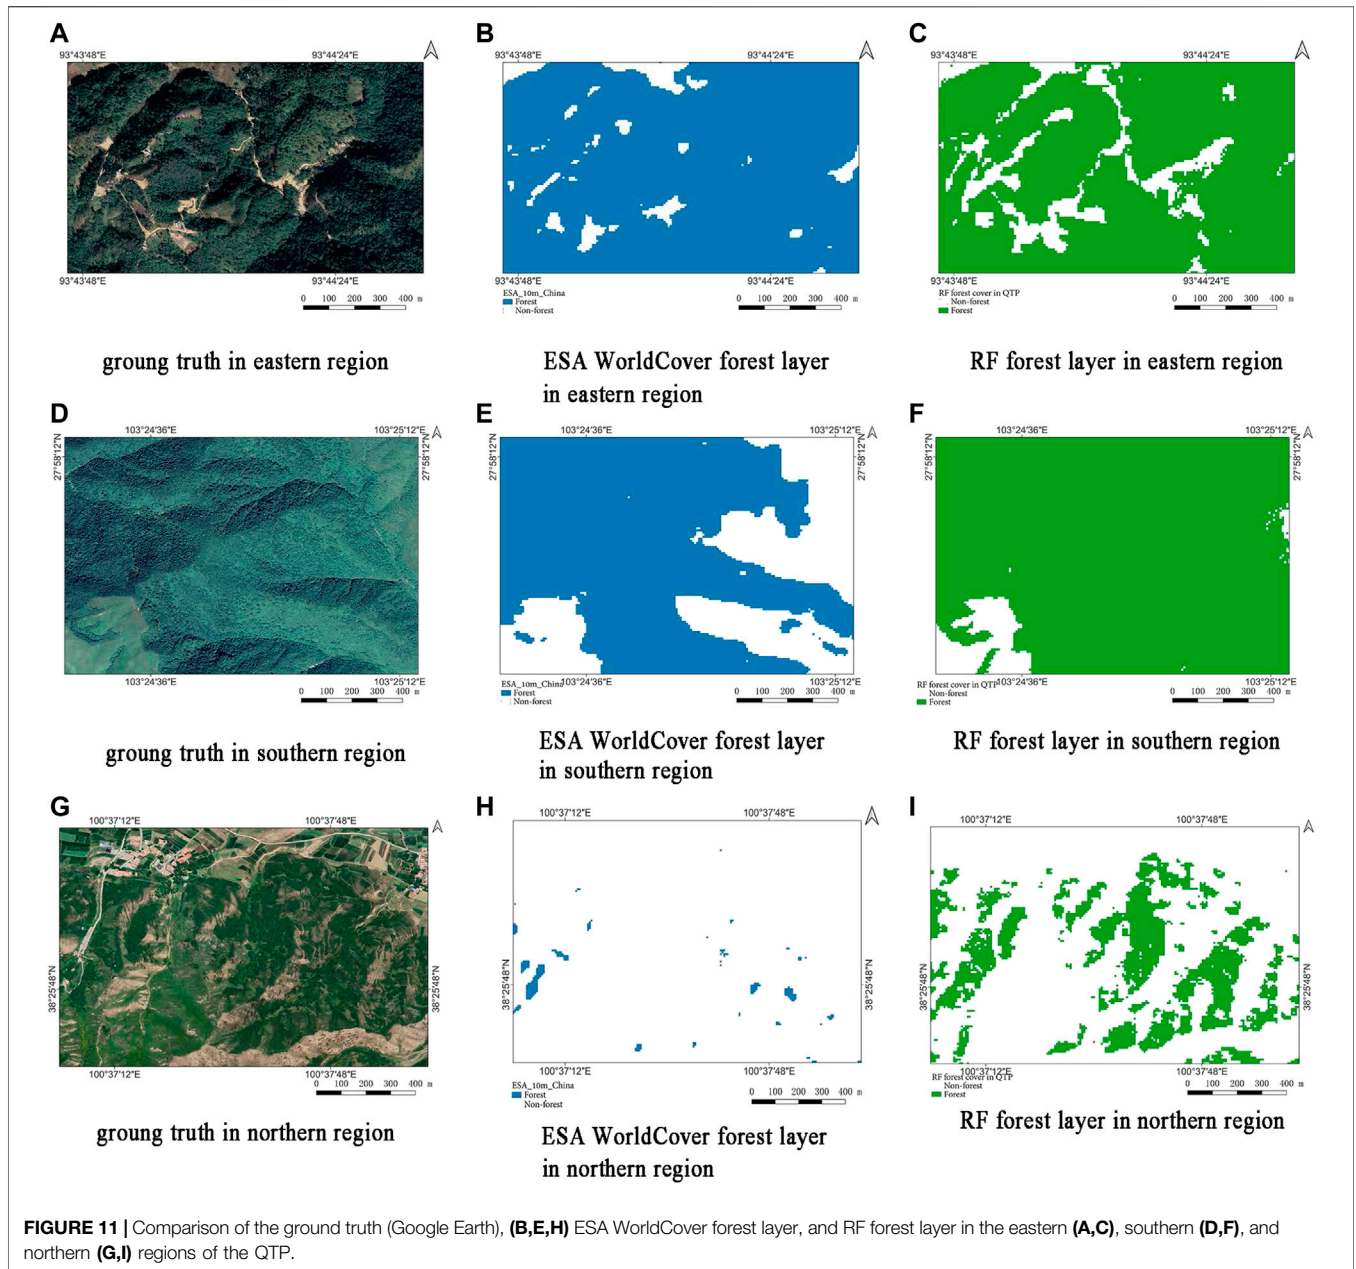 A
B
C
93°43'48"E 93°44'24"E
93°43'48"E 93°44'24"E
93°43'48"E 93°44'24"E
93°43'48"E 93°44'24"E
93°43'48"E 93°44'24"E
93°43'48"E 93°44'24"E
0 100 200 300 400 m
ESA_10m_China
Forest
Non-forest
0 100 200 300 400 m
RF forest cover in QTP
Non-forest
Forest
0 100 200 300 400 m
groung truth in eastern region
ESA WorldCover forest layer
in eastern region
RF forest layer in eastern region
D
E
F
103°24'36"E 103°25'12"E
27°58'12"N
27°58'12"N
103°24'36"E 103°25'12"E
0 100 200 300 400 m
103°24'36"E 103°25'12"E
27°58'12"N
27°58'12"N
103°24'36"E 103°25'12"E
ESA_10m_China
Forest
Non-forest
0 100 200 300 400 m
103°24'36"E 103°25'12"E
27°58'12"N
27°58'12"N
103°24'36"E 103°25'12"E
RF forest cover in QTP
Non-forest
Forest
0 100 200 300 400 m
groung truth in southern region
ESA WorldCover forest layer
in southern region
RF forest layer in southern region
G
H
I
100°37'12"E 100°37'48"E
38°25'48"N
38°25'48"N
100°37'12"E 100°37'48"E
0 100 200 300 400 m
100°37'12"E 100°37'48"E
38°25'48"N
38°25'48"N
100°37'12"E 100°37'48"E
ESA_10m_China
Forest
Non-forest
0 100 200 300 400 m
100°37'12"E 100°37'48"E
38°25'48"N
100°37'12"E 100°37'48"E
RF forest cover in QTP
Non-forest
Forest
0 100 200 300 400 m
groung truth in northern region
ESA WorldCover forest layer
in northern region
RF forest layer in northern region
FIGURE 11 | Comparison of the ground truth (Google Earth), (B,E,H) ESA WorldCover forest layer, and RF forest layer in the eastern (A,C), southern (D,F), and
northern (G,I) regions of the QTP.